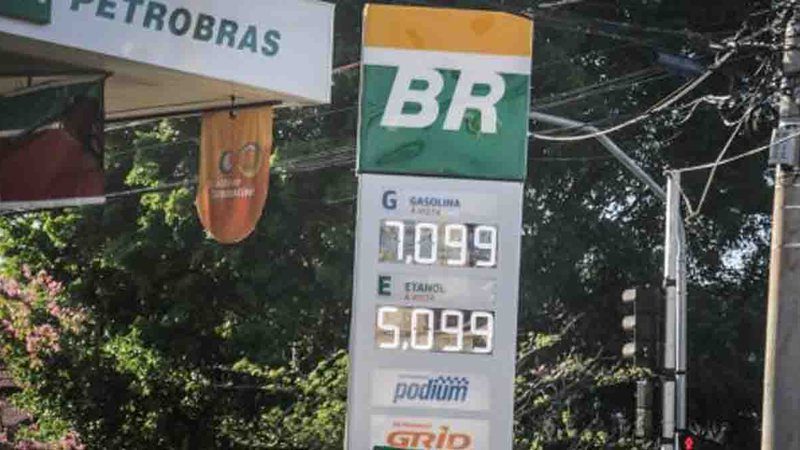 PETROBRAS
BR
G GASOLINA
À VISTA
7,099
E ETANOL
À VISTA
5,099
podium
GRID